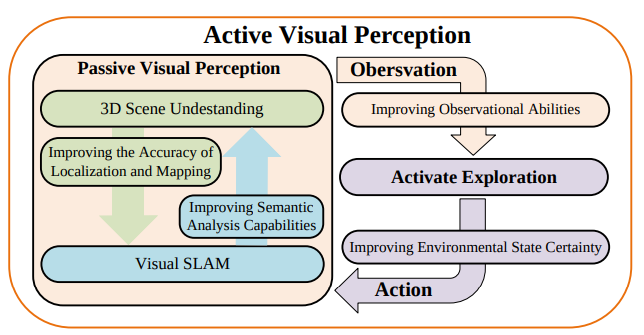 Active Visual Perception
Passive Visual Perception
3D Scene Undestanding
Improving the Accuracy of
Localization and Mapping
Improving Semantic
Analysis Capabilities
Visual SLAM
Obersvation
Improving Observational Abilities
Activate Exploration
Improving Environmental State Certainty
Action